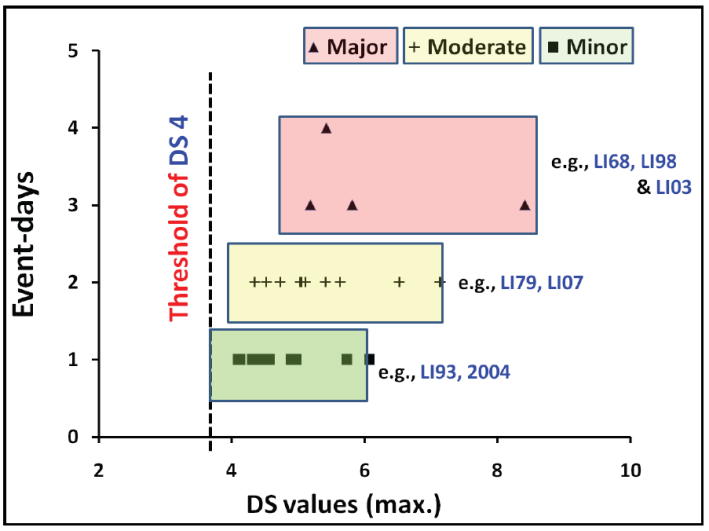 ▲ Major
+ Moderate
■ Minor
5
4
3
2
1
0
Event-days
Threshold of DS 4
e.g., LI68, LI98
& LI03
e.g., LI79, LI07
e.g., LI93, 2004
2 4 6 8 10
DS values (max.)